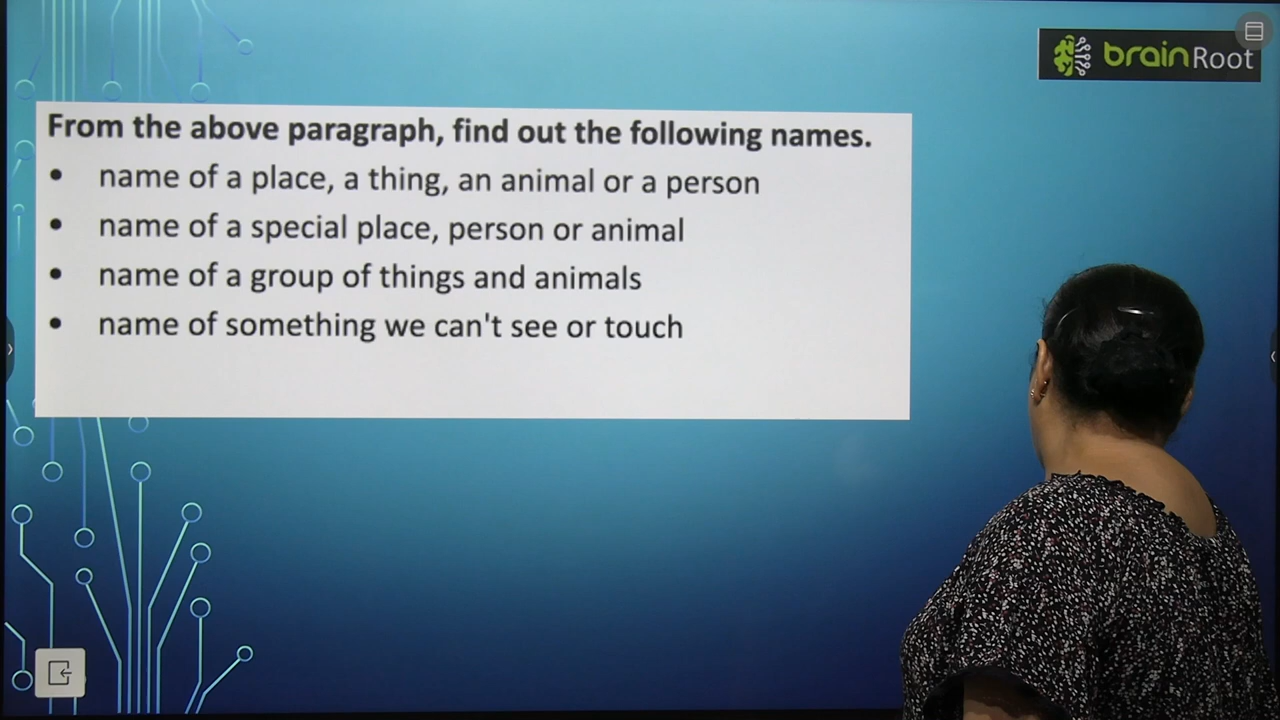 brainRoot
From the above paragraph, find out the following names.
• name of a place, a thing, an animal or a person
• name of a special place, person or animal
• name of a group of things and animals
• name of something we can't see or touch